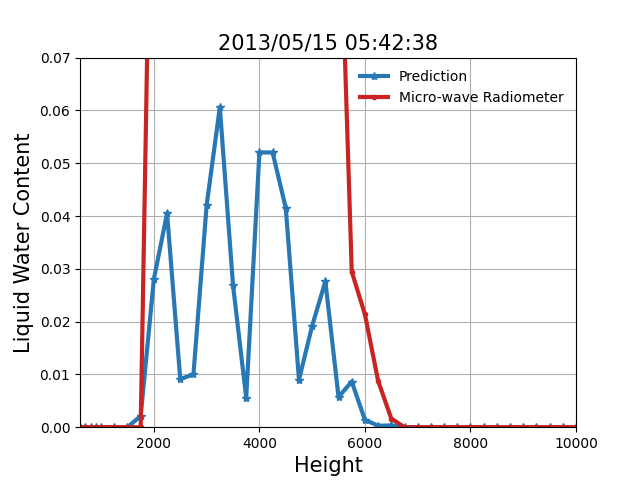 2013/05/15 05:42:38
Prediction
Micro-wave Radiometer
Liquid Water Content
0.07
0.06
0.05
0.04
0.03
0.02
0.01
0.00
2000 4000 6000 8000 10000
Height